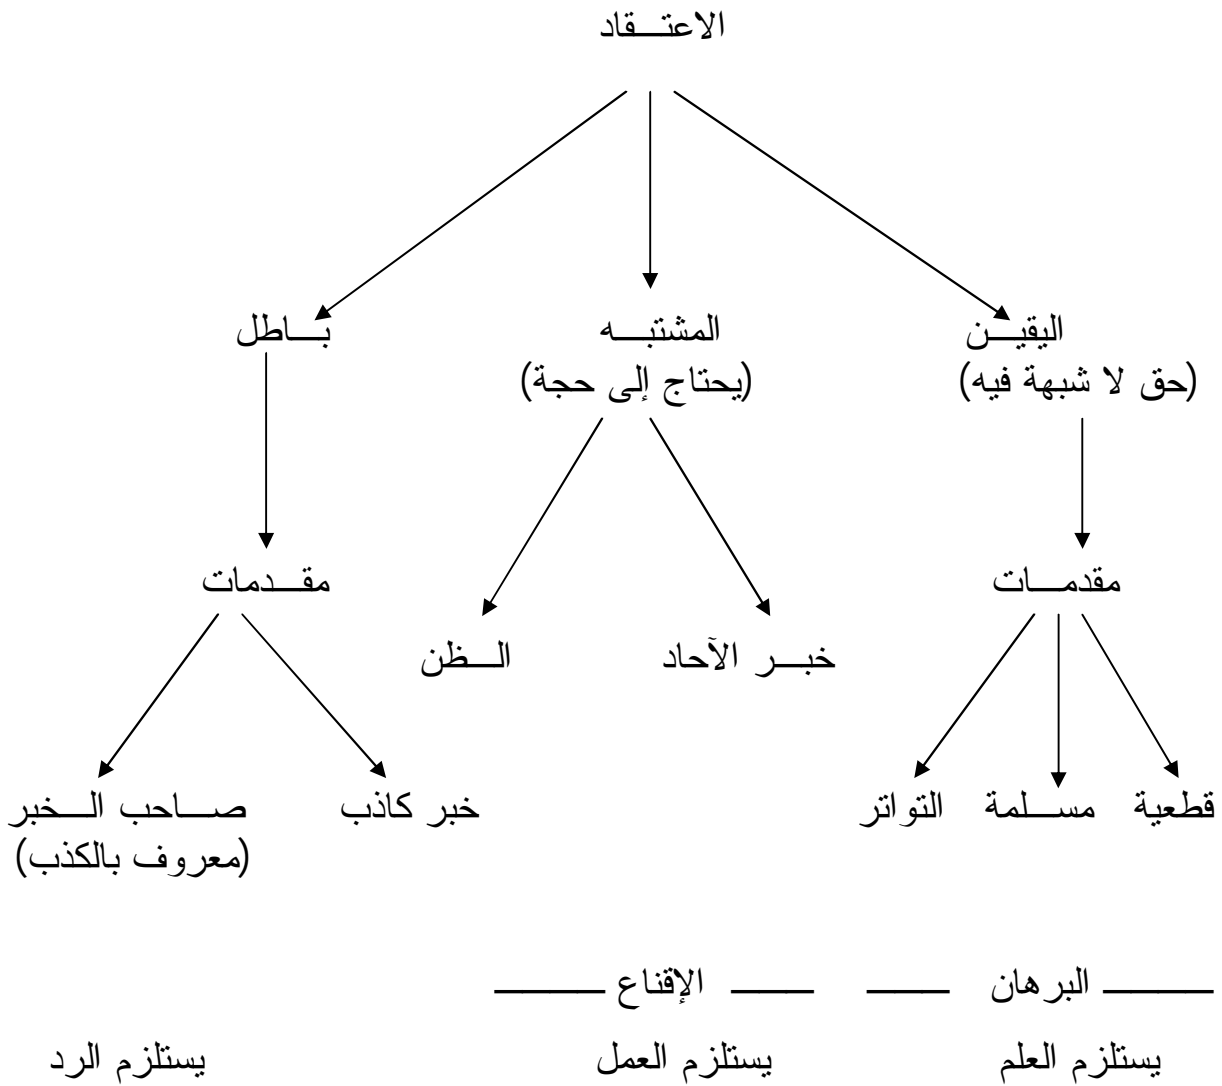 الاعتقاد
اليقين المشتبه باطل
(حق لا شبهة فيه) (يحتاج إلى حجة)
مقدمات مقدمات
خبر الآحاد الظن
قطعية مسلمة التواتر خبر كاذب صاحب الخبر
(معروف بالكذب)
البرهان الإقناع
يستلزم العلم يستلزم العمل يستلزم الرد